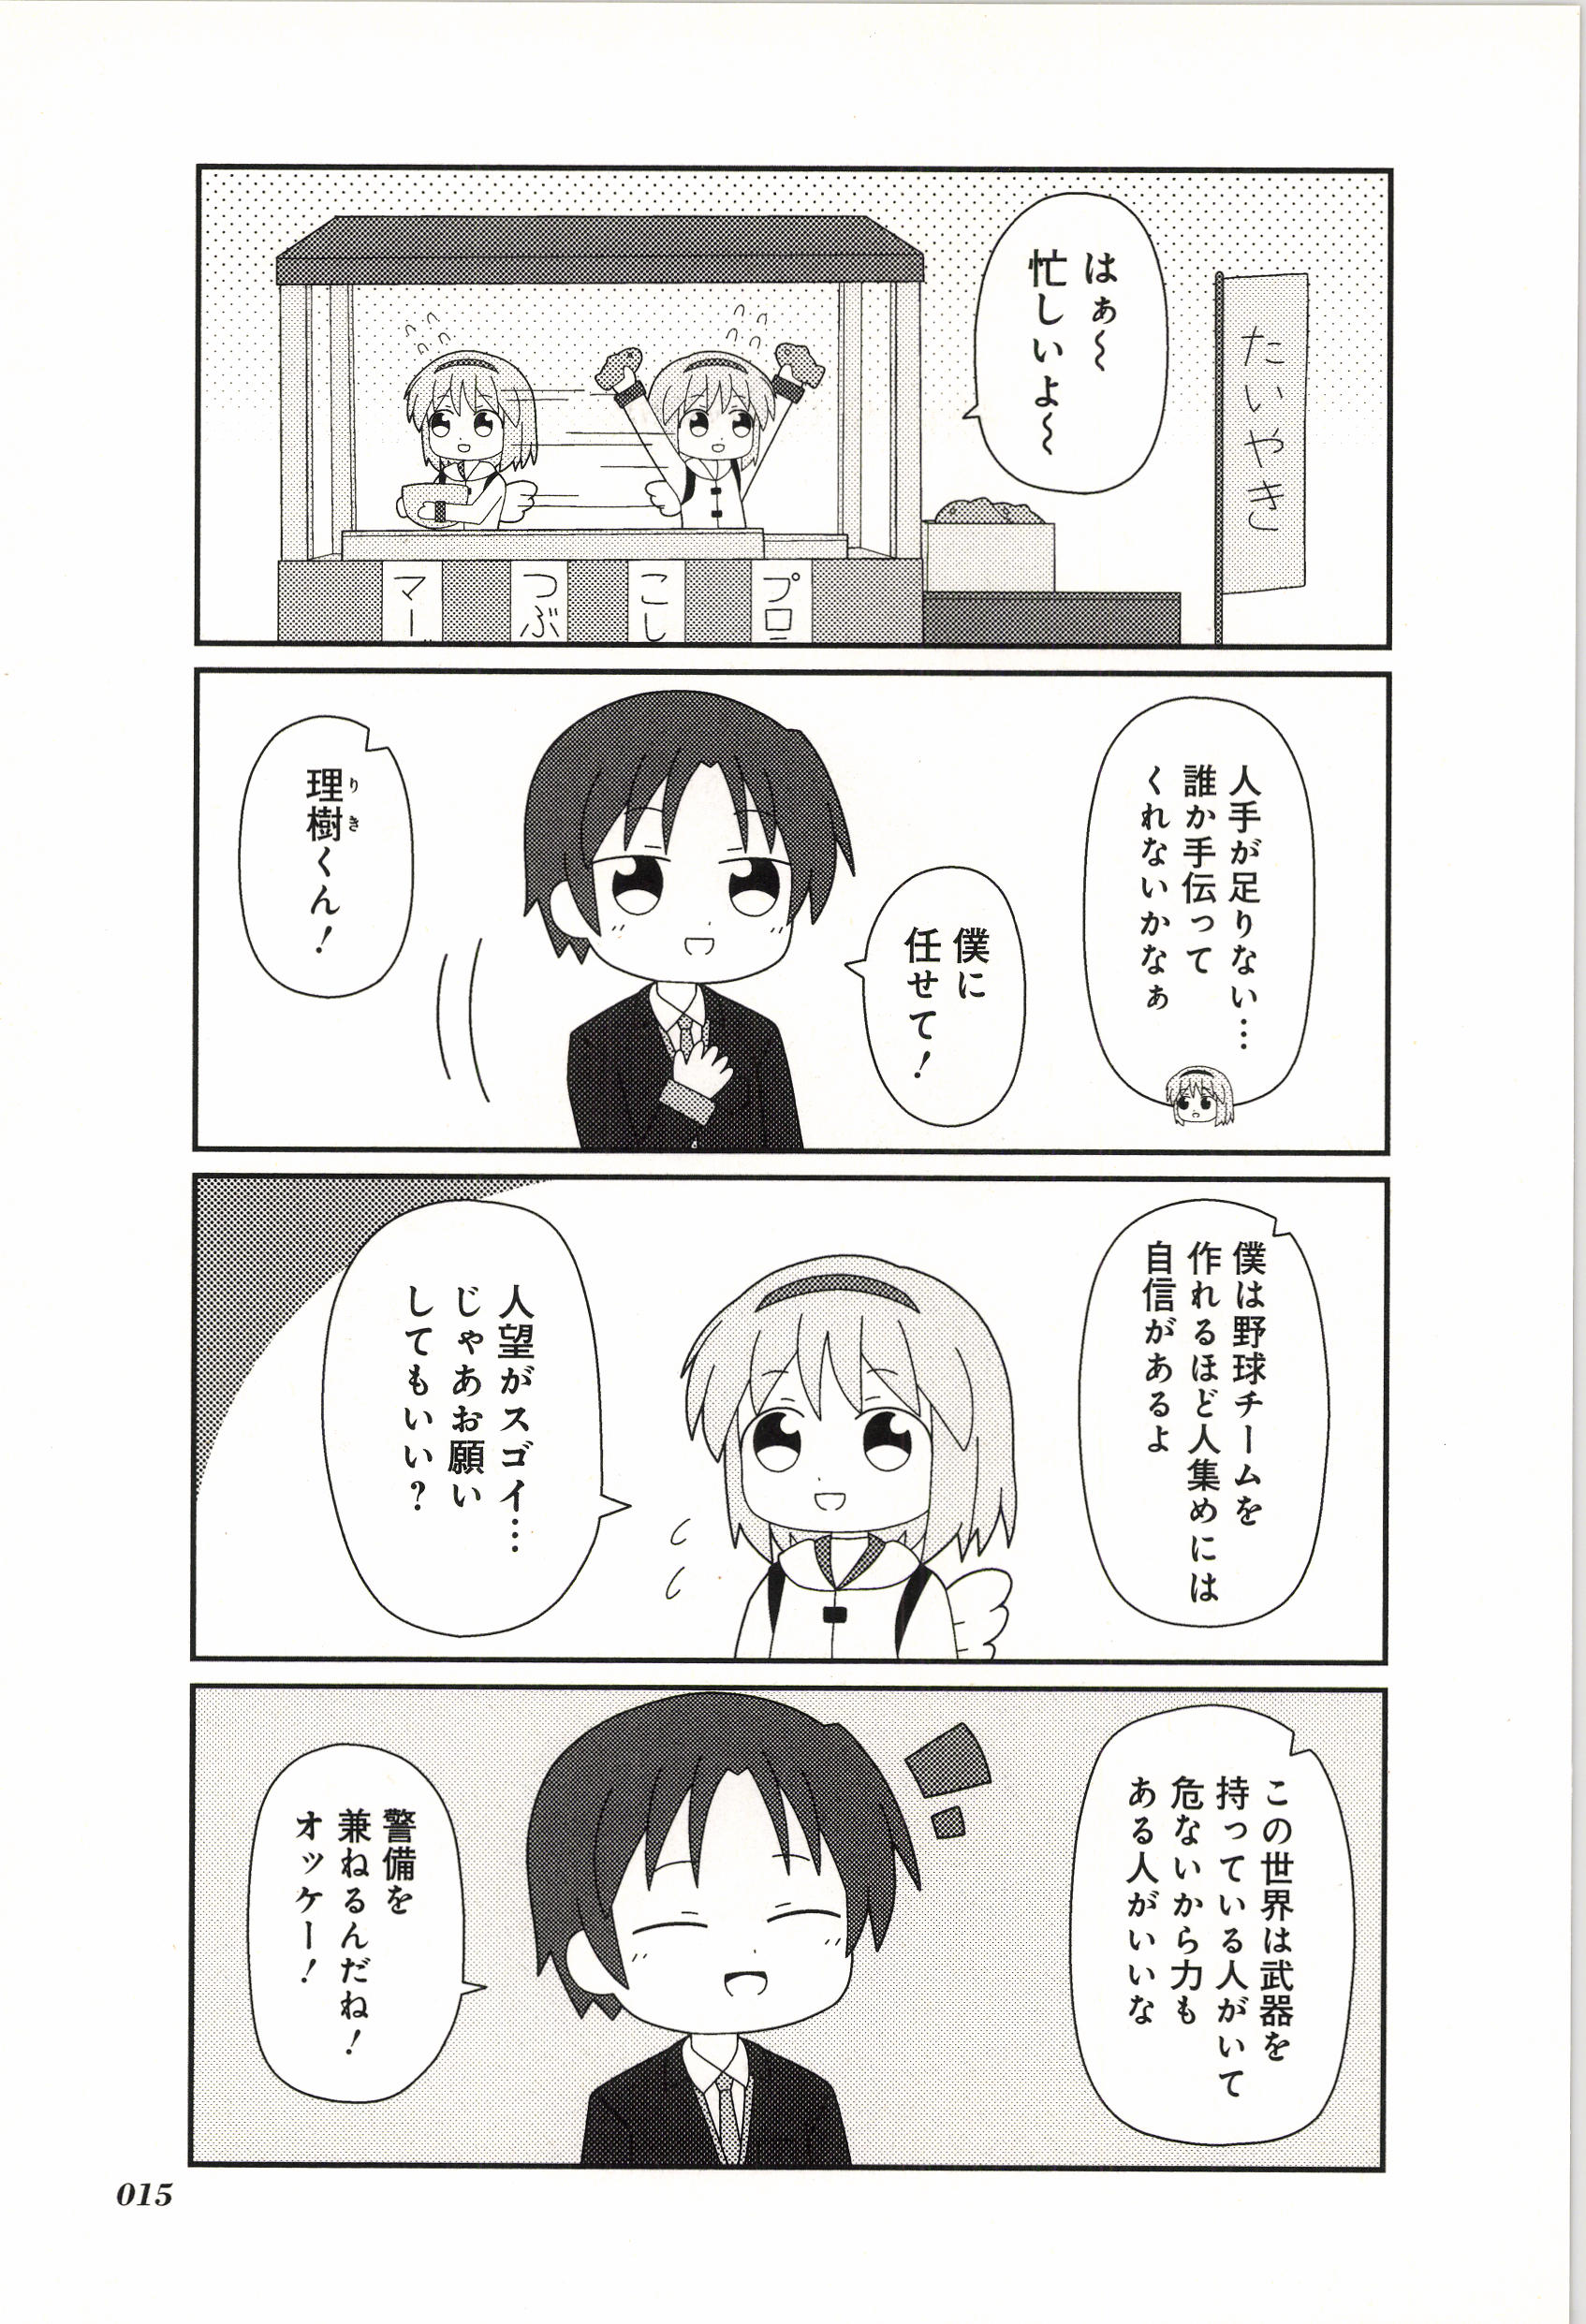 はぁ〜
忙しいよ〜
たいやき
プロ
こし
つぶ
マー
人手が足りない…
誰か手伝って
くれないかなぁ
僕に
任せて！
理樹くん！
りき
僕は野球チームを
作れるほど人集めには
自信があるよ
人望がスゴイ…
じゃあお願い
してもいい？
この世界は武器を
持っている人がいて
危ないから力も
ある人がいいな
警備を
兼ねるんだね！
オッケー！
015